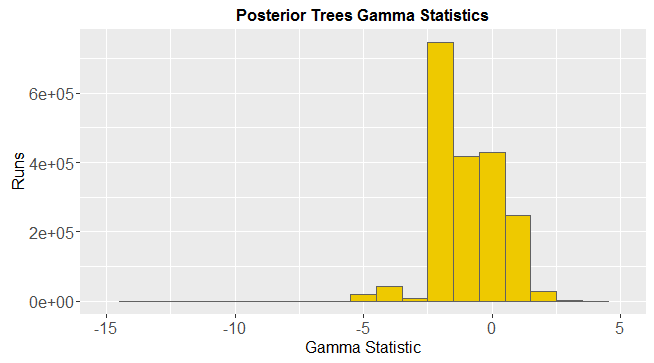 Posterior Trees Gamma Statistics
Runs
6e+05
4e+05
2e+05
0e+00
-15 -10 -5 0 5
Gamma Statistic